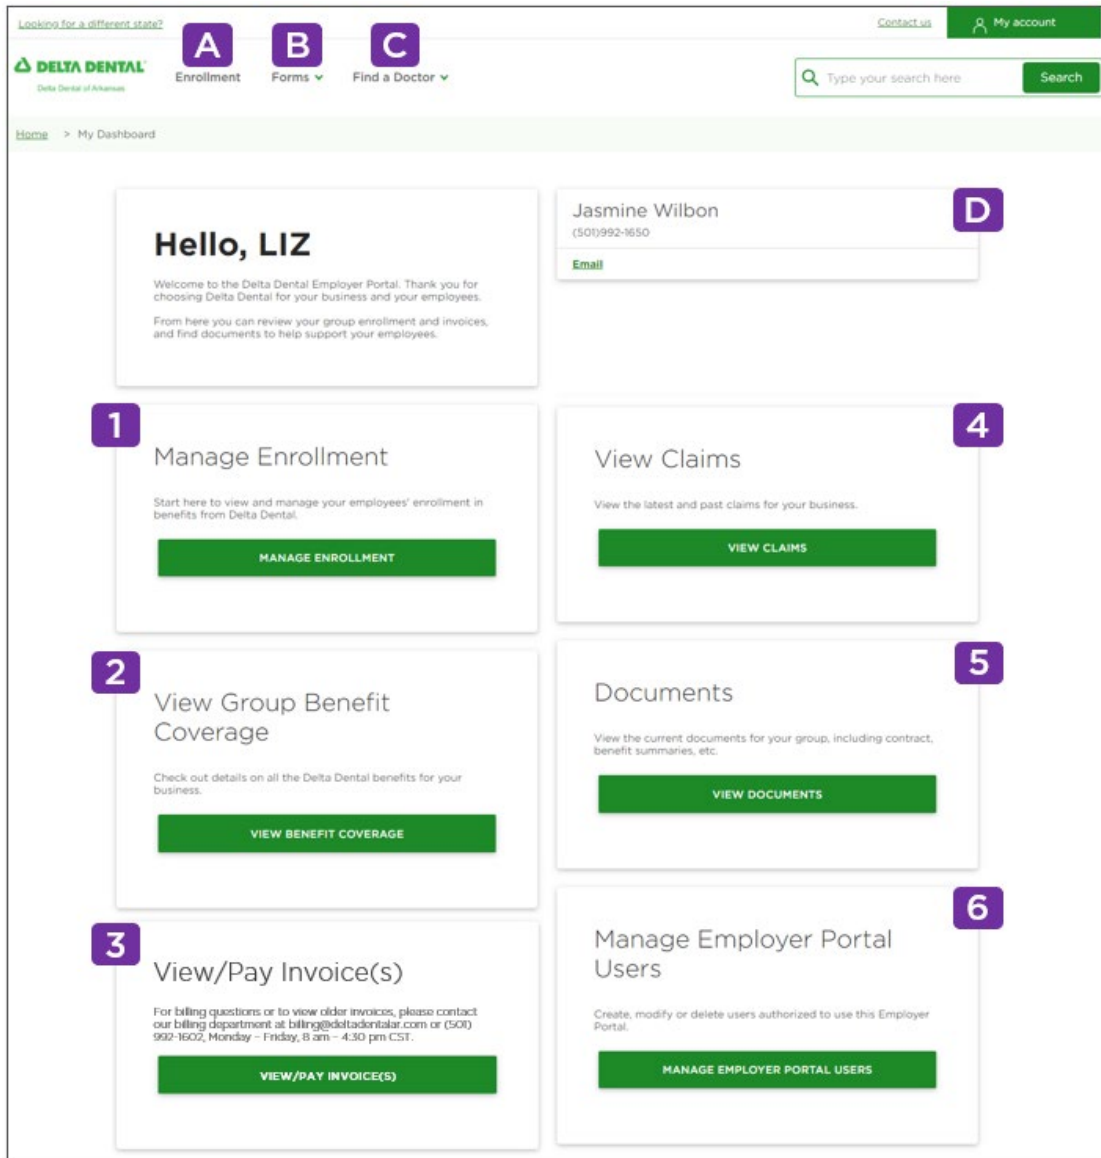 Looking for a different state?
Contact us
My account
A
B
C
DELTA DENTAL
Delta Dental of Arkansas
Enrollment
Forms
Find a Doctor
Type your search here
Search
Home > My Dashboard
Hello, LIZ
Welcome to the Delta Dental Employer Portal. Thank you for
choosing Delta Dental for your business and your employees.
From here you can review your group enrollment and invoices,
and find documents to help support your employees.
D
Jasmine Wilbon
(501)992-1650
Email
1
Manage Enrollment
Start here to view and manage your employees' enrollment in
benefits from Delta Dental.
MANAGE ENROLLMENT
4
View Claims
View the latest and past claims for your business.
VIEW CLAIMS
2
View Group Benefit
Coverage
Check out details on all the Delta Dental benefits for your
business.
VIEW BENEFIT COVERAGE
5
Documents
View the current documents for your group, including contract,
benefit summaries, etc.
VIEW DOCUMENTS
3
View/Pay Invoice(s)
For billing questions or to view older invoices, please contact
our billing department at billing@deltadentalar.com or (501)
992-1602, Monday – Friday, 8 am – 4:30 pm CST.
VIEW/PAY INVOICE(S)
6
Manage Employer Portal
Users
Create, modify or delete users authorized to use this Employer
Portal.
MANAGE EMPLOYER PORTAL USERS